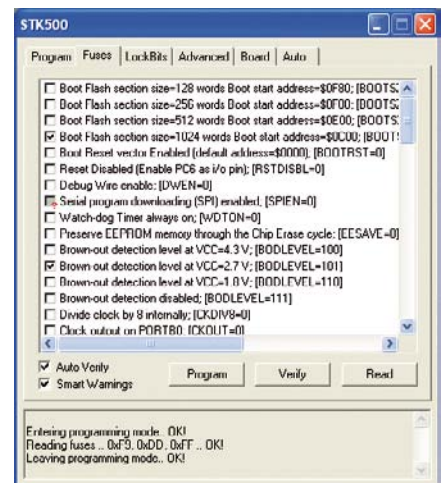 STK500
Program Fuses LockBits Advanced Board Auto
Boot Flash section size=128 words Boot start address=$0F80; [BOOTSZ
Boot Flash section size=256 words Boot start address=$0F00; [BOOTS
Boot Flash section size=512 words Boot start address=$0E00; [BOOTS
Boot Flash section size=1024 words Boot start address=$0C00; [BOOTS
Boot Reset vector Enabled (default address=$0000); [BOOTRST=0]
Reset Disabled (Enable PC6 as i/o pin); [RSTDISBL=0]
Debug Wire enable; [DWEN=0]
Serial program downloading (SPI) enabled; [SPIEN=0]
Watch-dog Timer always on; [WDTON=0]
Preserve EEPROM memory through the Chip Erase cycle; [EESAVE=0]
Brown-out detection level at VCC=4.3 V; [BODLEVEL=100]
Brown-out detection level at VCC=2.7 V; [BODLEVEL=101]
Brown-out detection level at VCC=1.8 V; [BODLEVEL=110]
Brown-out detection disabled; [BODLEVEL=111]
Divide clock by 8 internally; [CKDIV8=0]
Clock output on PORTB0; [CKOUT=0]
Auto Verify
Smart Warnings
Program Verify Read
Entering programming mode.. OK!
Reading fuses .. 0xF9, 0xDD, 0xFF .. OK!
Leaving programming mode.. OK!